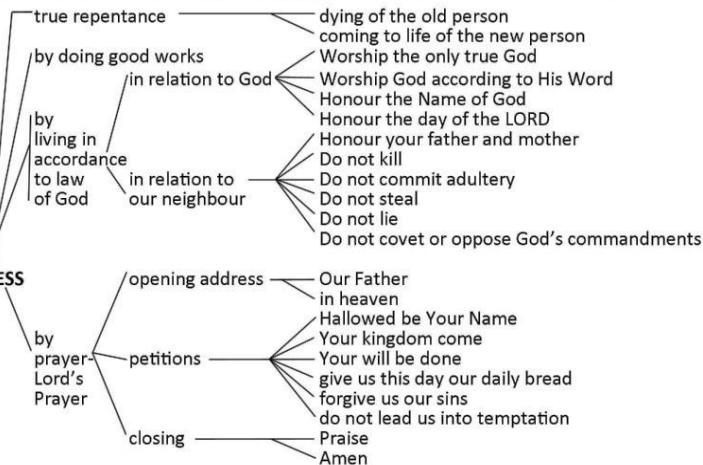 true repentance
dying of the old person
coming to life of the new person
by doing good works
Worship the only true God
in relation to God
Worship God according to His Word
Honour the Name of God
Honour the day of the LORD
by
living in
accordance
to law
of God
in relation to
our neighbour
Honour your father and mother
Do not kill
Do not commit adultery
Do not steal
Do not lie
Do not covet or oppose God's commandments
ESS
by
prayer-
Lord's
Prayer
opening address
Our Father
in heaven
petitions
Hallowed be Your Name
Your kingdom come
Your will be done
give us this day our daily bread
forgive us our sins
do not lead us into temptation
closing
Praise
Amen